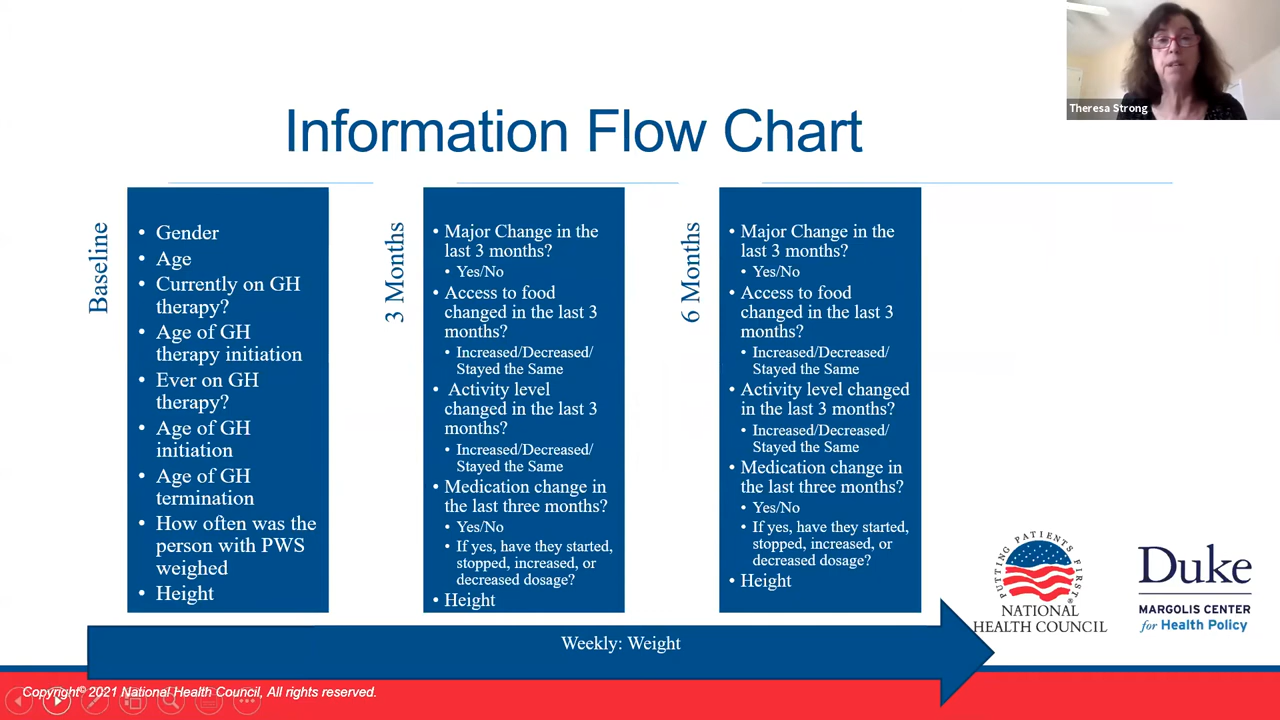 Theresa Strong
Information Flow Chart
Baseline
• Gender
• Age
• Currently on GH
therapy?
• Age of GH
therapy initiation
• Ever on GH
therapy?
• Age of GH
initiation
• Age of GH
termination
• How often was the
person with PWS
weighed
• Height
3 Months
• Major Change in the
last 3 months?
• Yes/No
• Access to food
changed in the last 3
months?
• Increased/Decreased/
Stayed the Same
• Activity level
changed in the last 3
months?
• Increased/Decreased/
Stayed the Same
• Medication change in
the last three months?
• Yes/No
• If yes, have they started,
stopped, increased, or
decreased dosage?
• Height
6 Months
• Major Change in the
last 3 months?
• Yes/No
• Access to food
changed in the last 3
months?
• Increased/Decreased/
Stayed the Same
• Activity level changed
in the last 3 months?
• Increased/Decreased/
Stayed the Same
• Medication change in
the last three months?
• Yes/No
• If yes, have they started,
stopped, increased, or
decreased dosage?
• Height
Weekly: Weight
PUTTING PATIENTS FIRST®
NATIONAL
HEALTH COUNCIL
Duke
MARGOLIS CENTER
for Health Policy
Copyright© 2021 National Health Council, All rights reserved.